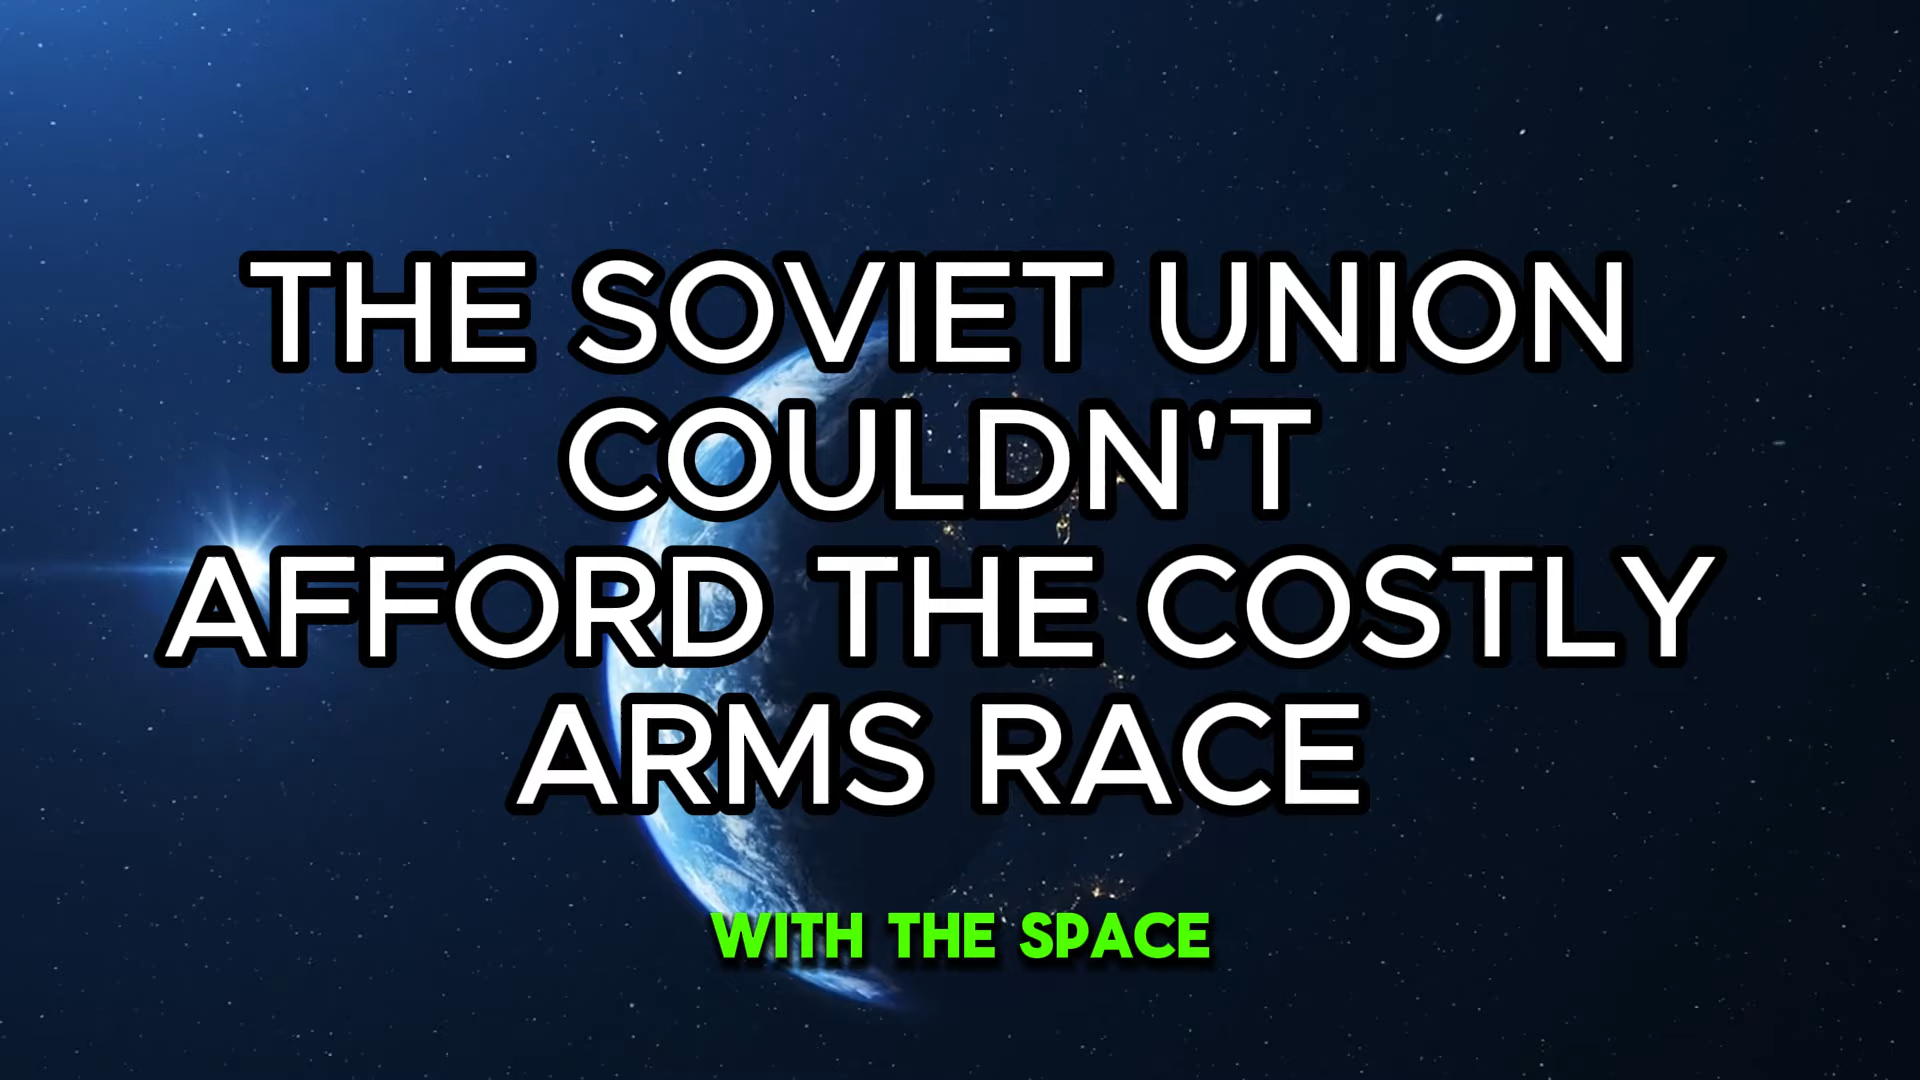 THE SOVIET UNION
COULDN'T
AFFORD THE COSTLY
ARMS RACE
WITH THE SPACE